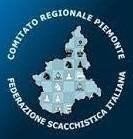 COMITATO REGIONALE PIEMONTE
FEDERAZIONE SCACCHISTICA ITALIANA